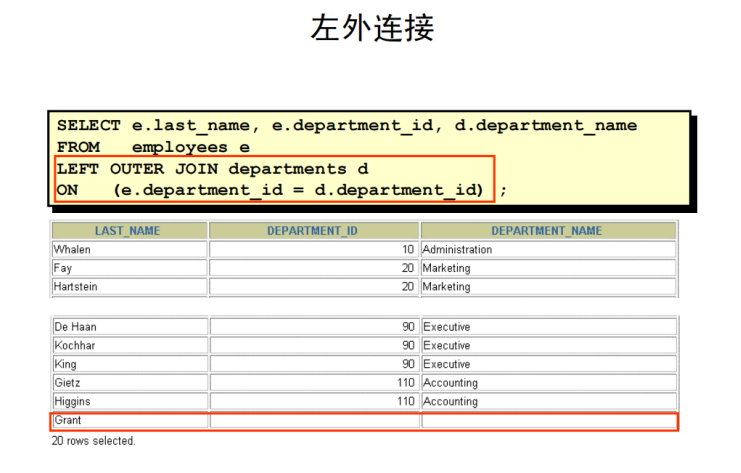 左外连接
SELECT e.last_name, e.department_id, d.department_name
FROM employees e
LEFT OUTER JOIN departments d
ON (e.department_id = d.department_id) ;
LAST_NAME DEPARTMENT_ID DEPARTMENT_NAME
Whalen 10 Administration
Fay 20 Marketing
Hartstein 20 Marketing
De Haan 90 Executive
Kochhar 90 Executive
King 90 Executive
Gietz 110 Accounting
Higgins 110 Accounting
Grant
20 rows selected.